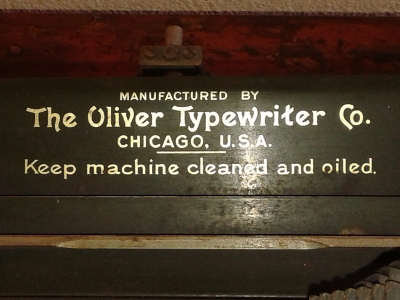 MANUFACTURED BY
The Oliver Typewriter Co.
CHICAGO, U.S.A.
Keep machine cleaned and oiled.